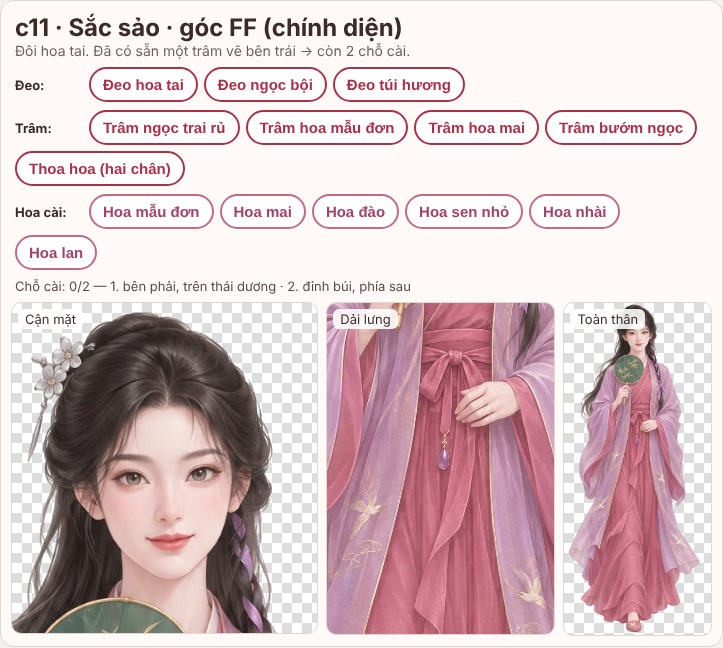 c11 · Sắc sảo · góc FF (chính diện)
Đôi hoa tai. Đã có sẵn một trâm vẽ bên trái → còn 2 chỗ cài.
Đeo: Đeo hoa tai Đeo ngọc bội Đeo túi hương
Trâm: Trâm ngọc trai rủ Trâm hoa mẫu đơn Trâm hoa mai Trâm bướm ngọc
Thoa hoa (hai chân)
Hoa cài: Hoa mẫu đơn Hoa mai Hoa đào Hoa sen nhỏ Hoa nhài
Hoa lan
Chỗ cài: 0/2 — 1. bên phải, trên thái dương · 2. đỉnh búi, phía sau
Cận mặt Dải lưng Toàn thân